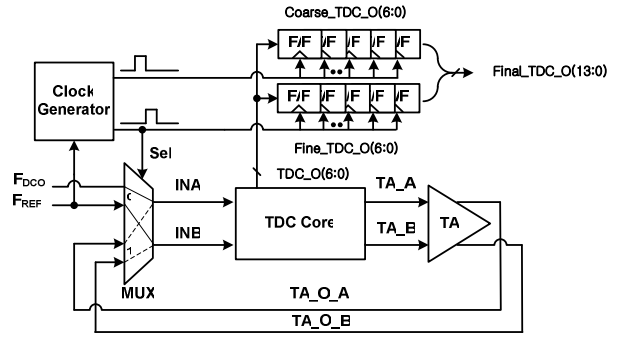 Coarse_TDC_O(6:0)
F/F /F /F /F /F
Final_TDC_O(13:0)
Clock
Generator
F/F /F /F /F /F
Fine_TDC_O(6:0)
Sel
TDC_O(6:0)
FDCO
FREF
0
1
INA
INB
TDC Core
TA_A
TA_B
TA
MUX
TA_O_A
TA_O_B